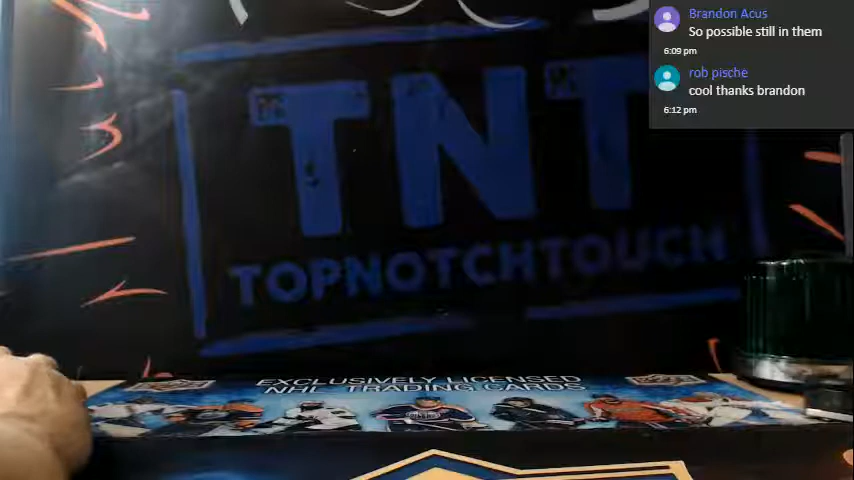 Brandon Acus
So possible still in them
6:09 pm
rob pische
cool thanks brandon
6:12 pm
TNT
TOPNOTCHTOUCH
EXCLUSIVELY LICENSED
NHL TRADING CARDS